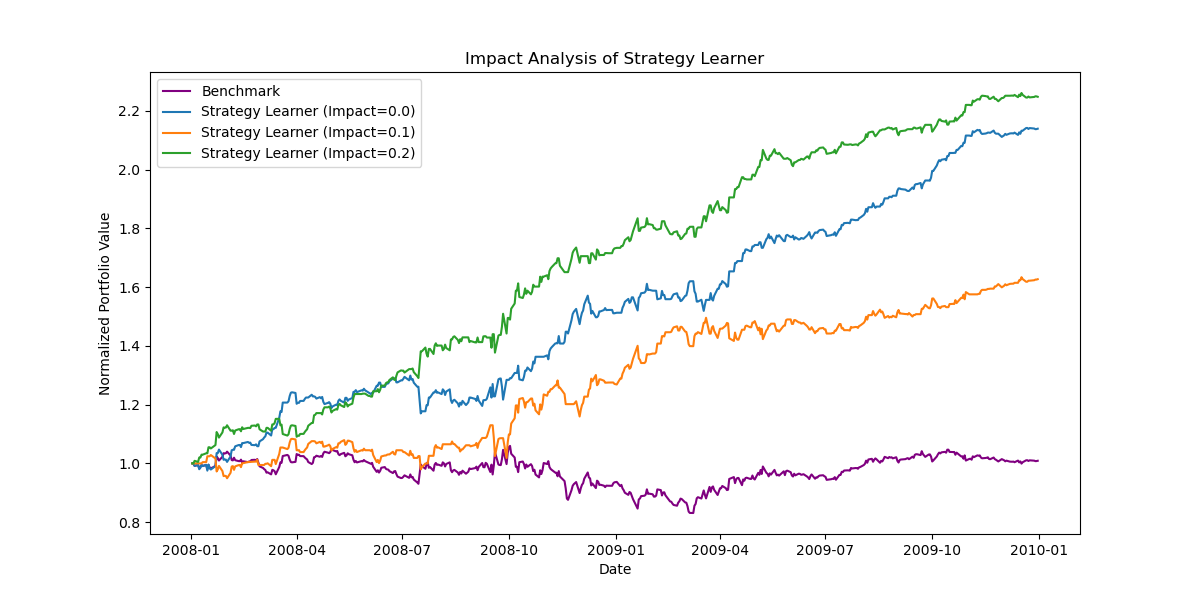 Impact Analysis of Strategy Learner
Benchmark
Strategy Learner (Impact=0.0)
Strategy Learner (Impact=0.1)
Strategy Learner (Impact=0.2)
Normalized Portfolio Value
2.2
2.0
1.8
1.6
1.4
1.2
1.0
0.8
2008-01 2008-04 2008-07 2008-10 2009-01 2009-04 2009-07 2009-10 2010-01
Date